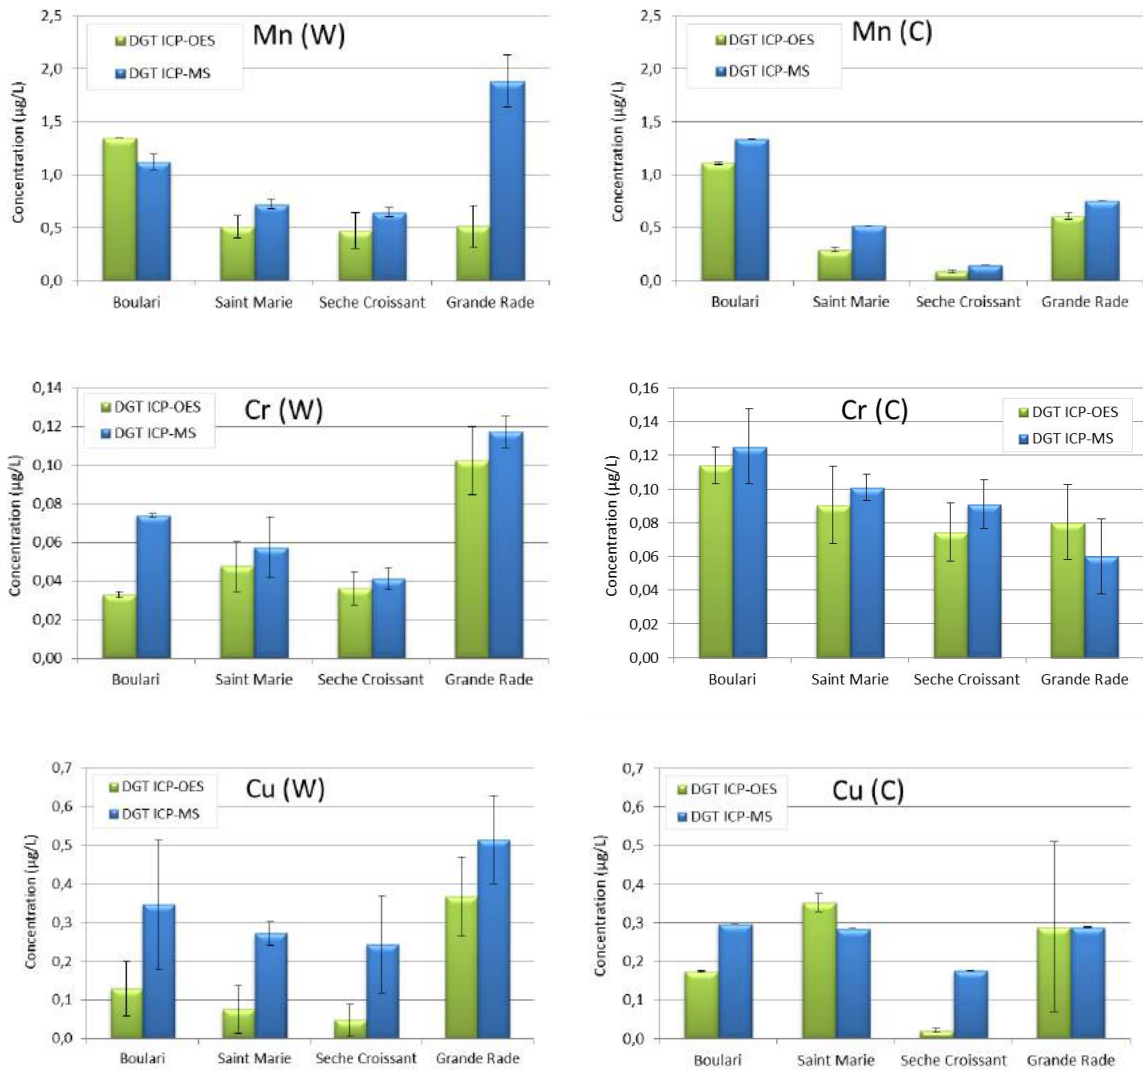 Mn (W)
DGT ICP-OES
DGT ICP-MS
Concentration (µg/L)
2,5
2,0
1,5
1,0
0,5
0,0
Boulari Saint Marie Seche Croissant Grande Rade
Mn (C)
DGT ICP-OES
DGT ICP-MS
Concentration (µg/L)
2,5
2,0
1,5
1,0
0,5
0,0
Boulari Saint Marie Seche Croissant Grande Rade
Cr (W)
DGT ICP-OES
DGT ICP-MS
Concentration (µg/L)
0,14
0,12
0,10
0,08
0,06
0,04
0,02
0,00
Boulari Saint Marie Seche Croissant Grande Rade
Cr (C)
DGT ICP-OES
DGT ICP-MS
Concentration (µg/L)
0,16
0,14
0,12
0,10
0,08
0,06
0,04
0,02
0,00
Boulari Saint Marie Seche Croissant Grande Rade
Cu (W)
DGT ICP-OES
DGT ICP-MS
Concentration (µg/L)
0,7
0,6
0,5
0,4
0,3
0,2
0,1
0,0
Boulari Saint Marie Seche Croissant Grande Rade
Cu (C)
DGT ICP-OES
DGT ICP-MS
Concentration (µg/L)
0,7
0,6
0,5
0,4
0,3
0,2
0,1
0,0
Boulari Saint Marie Seche Croissant Grande Rade